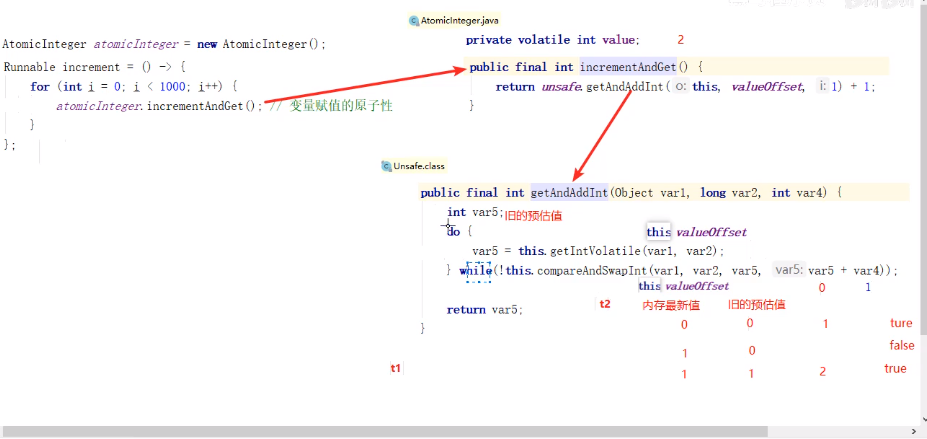 AtomicInteger.java
AtomicInteger atomicInteger = new AtomicInteger();
Runnable increment = () -> {
for (int i = 0; i < 1000; i++) {
atomicInteger.incrementAndGet(); // 变量赋值的原子性
}
};
private volatile int value; 2
public final int incrementAndGet() {
return unsafe.getAndAddInt( o: this, valueOffset, i: 1) + 1;
}
Unsafe.class
public final int getAndAddInt(Object var1, long var2, int var4) {
int var5; 旧的预估值
do { this valueOffset
var5 = this.getIntVolatile(var1, var2);
} while(!this.compareAndSwapInt(var1, var2, var5, var5: var5 + var4));
this valueOffset 0 1
return var5; t2 内存最新值 旧的预估值
} 0 0 1 ture
1 0 false
t1 1 1 2 true